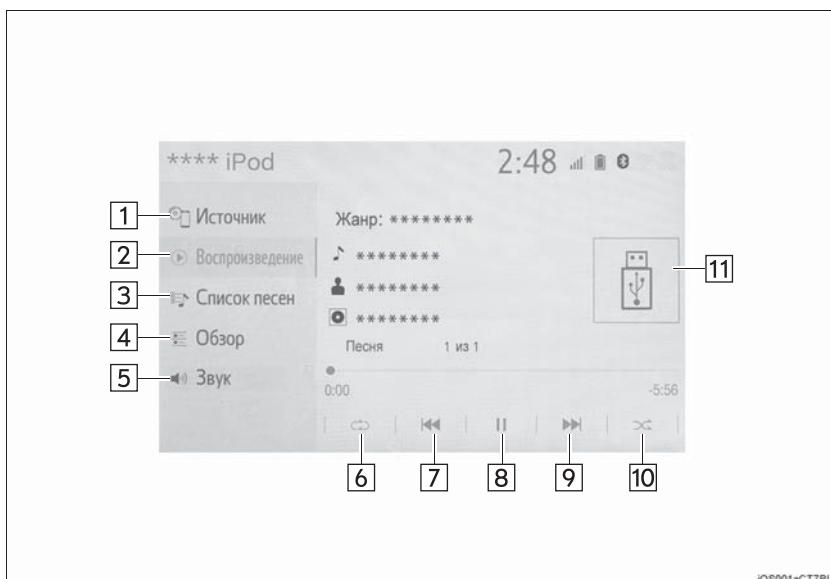 **** iPod
2:48
1
Источник
Жанр: ********
2
Воспроизведение
********
11
3
Список песен
********
4
Обзор
********
Песня 1 из 1
5
Звук
0:00
-5:56
6
7
8
9
10